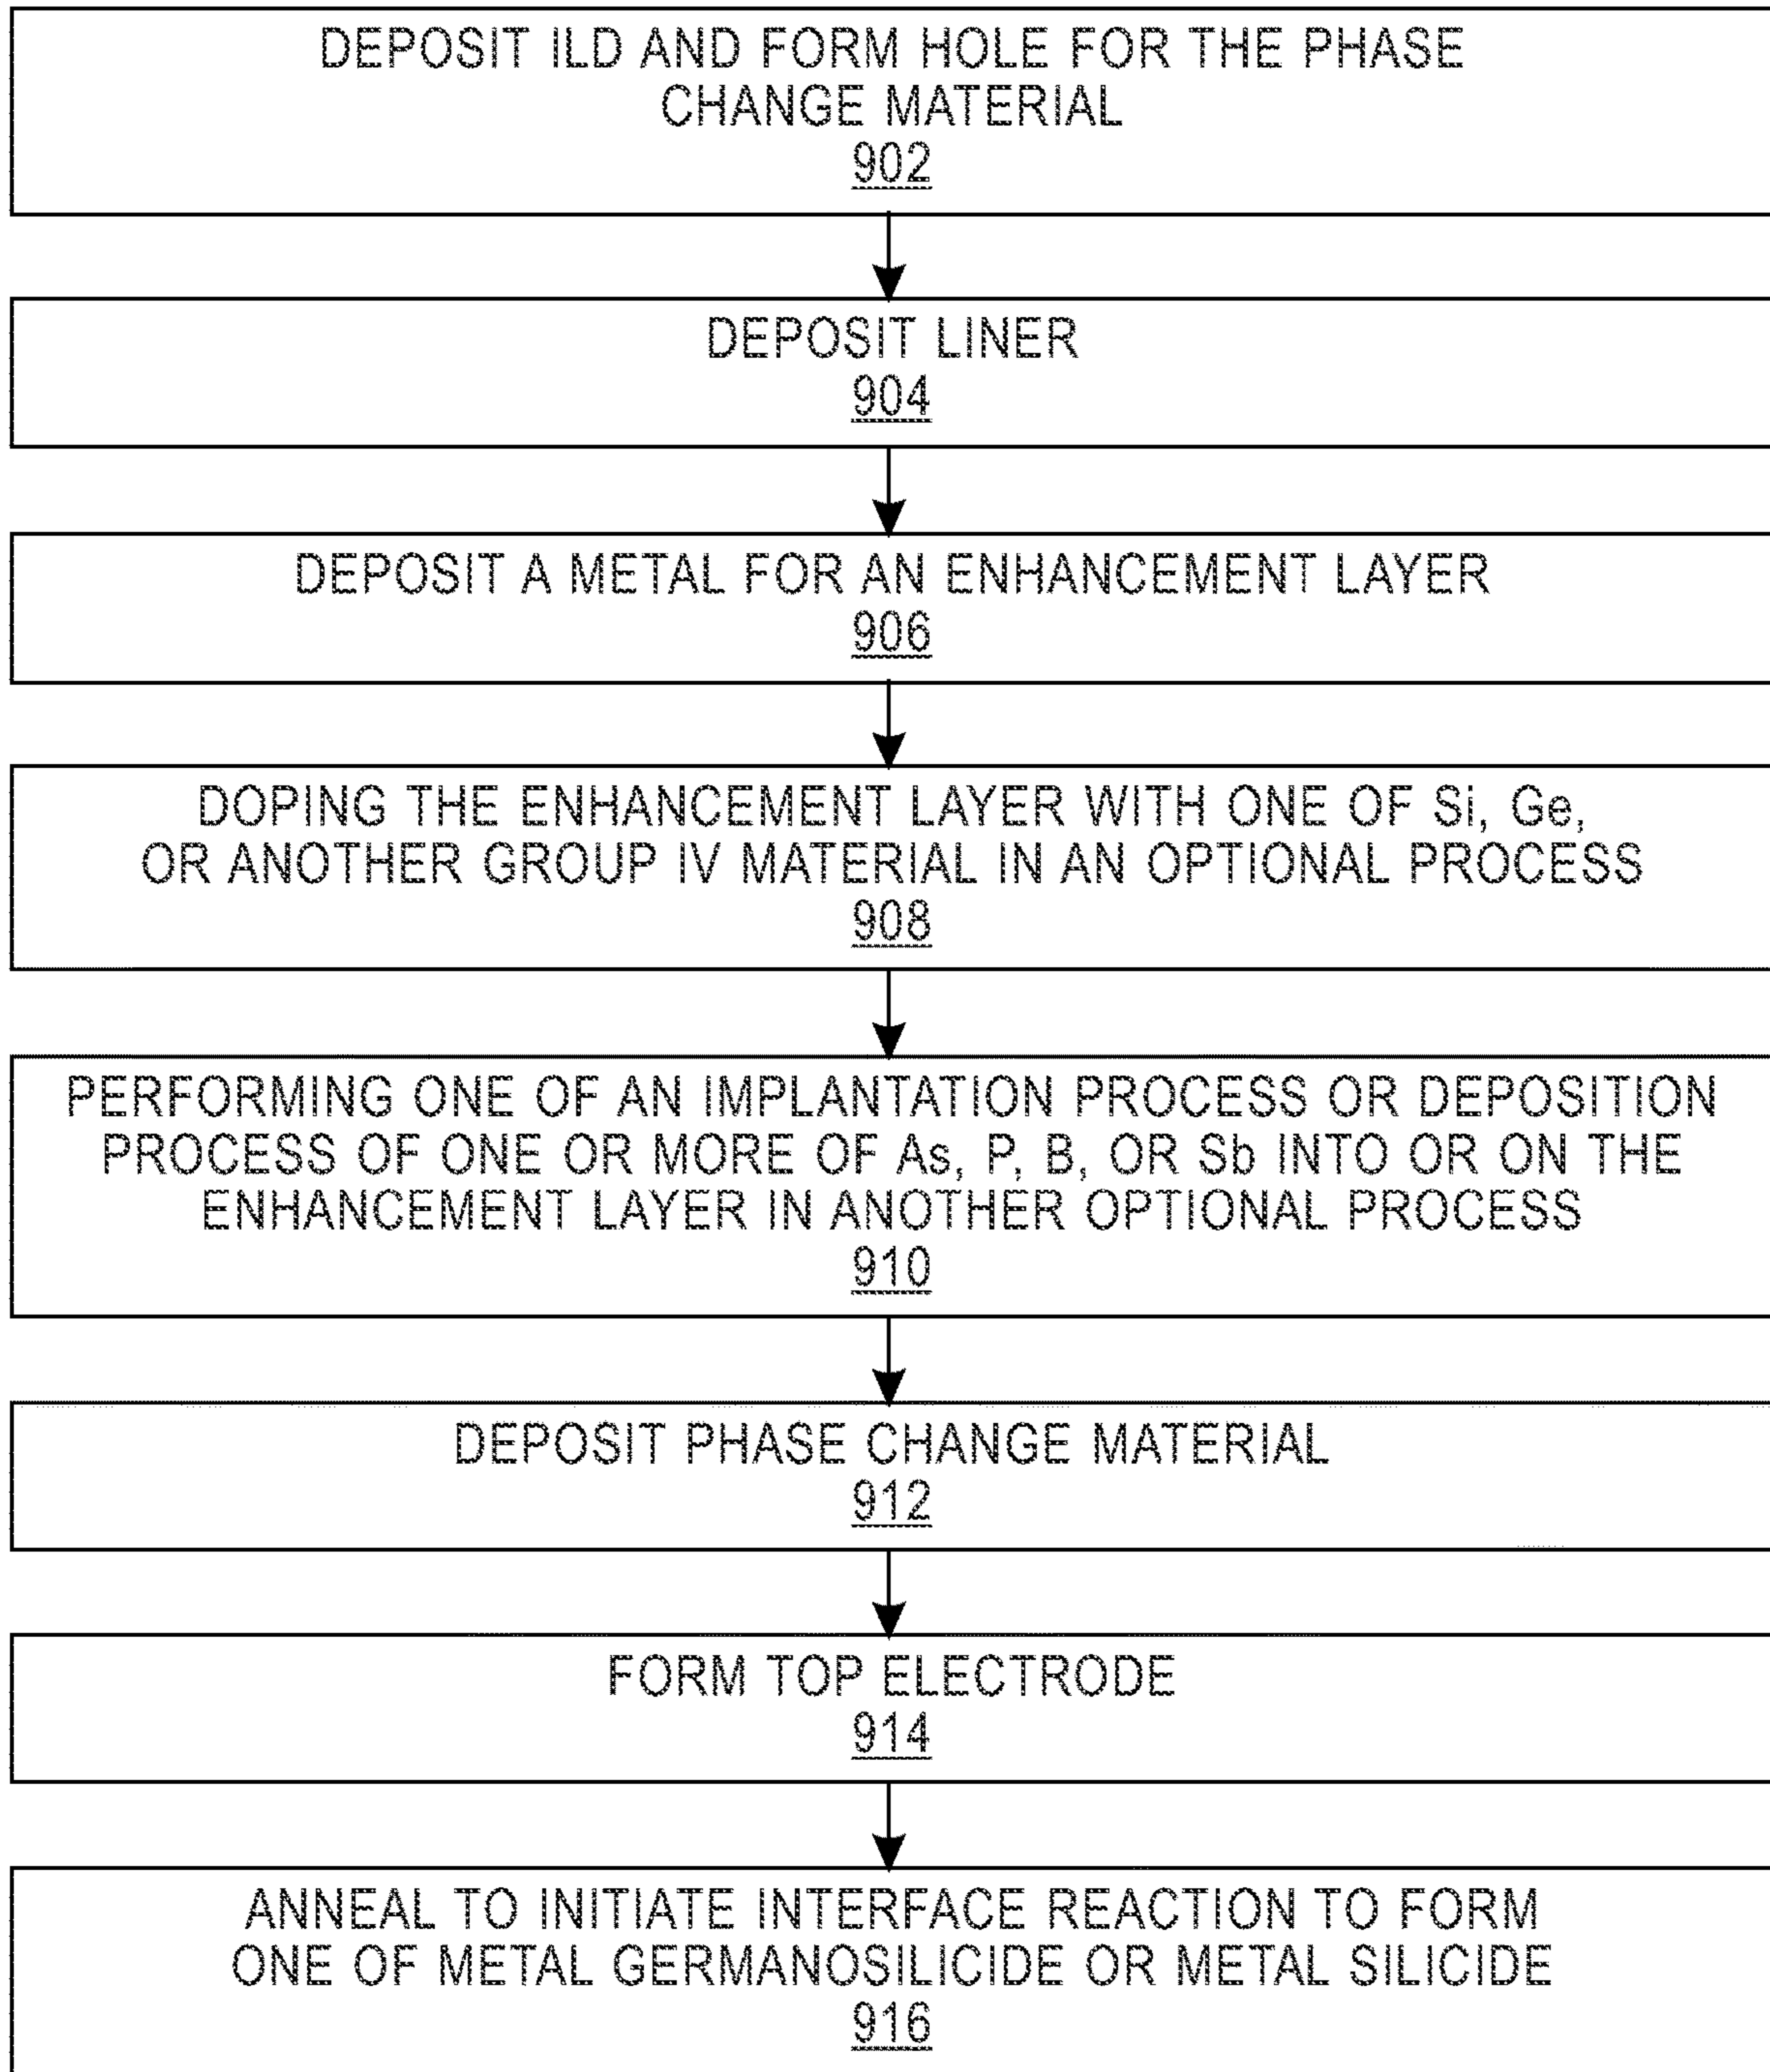 DEPOSIT ILD AND FORM HOLE FOR THE PHASE
CHANGE MATERIAL
902
DEPOSIT LINER
904
DEPOSIT A METAL FOR AN ENHANCEMENT LAYER
906
DOPING THE ENHANCEMENT LAYER WITH ONE OF Si, Ge,
OR ANOTHER GROUP IV MATERIAL IN AN OPTIONAL PROCESS
908
PERFORMING ONE OF AN IMPLANTATION PROCESS OR DEPOSITION
PROCESS OF ONE OR MORE OF As, P, B, OR Sb INTO OR ON THE
ENHANCEMENT LAYER IN ANOTHER OPTIONAL PROCESS
910
DEPOSIT PHASE CHANGE MATERIAL
912
FORM TOP ELECTRODE
914
ANNEAL TO INITIATE INTERFACE REACTION TO FORM
ONE OF METAL GERMANOSILICIDE OR METAL SILICIDE
916